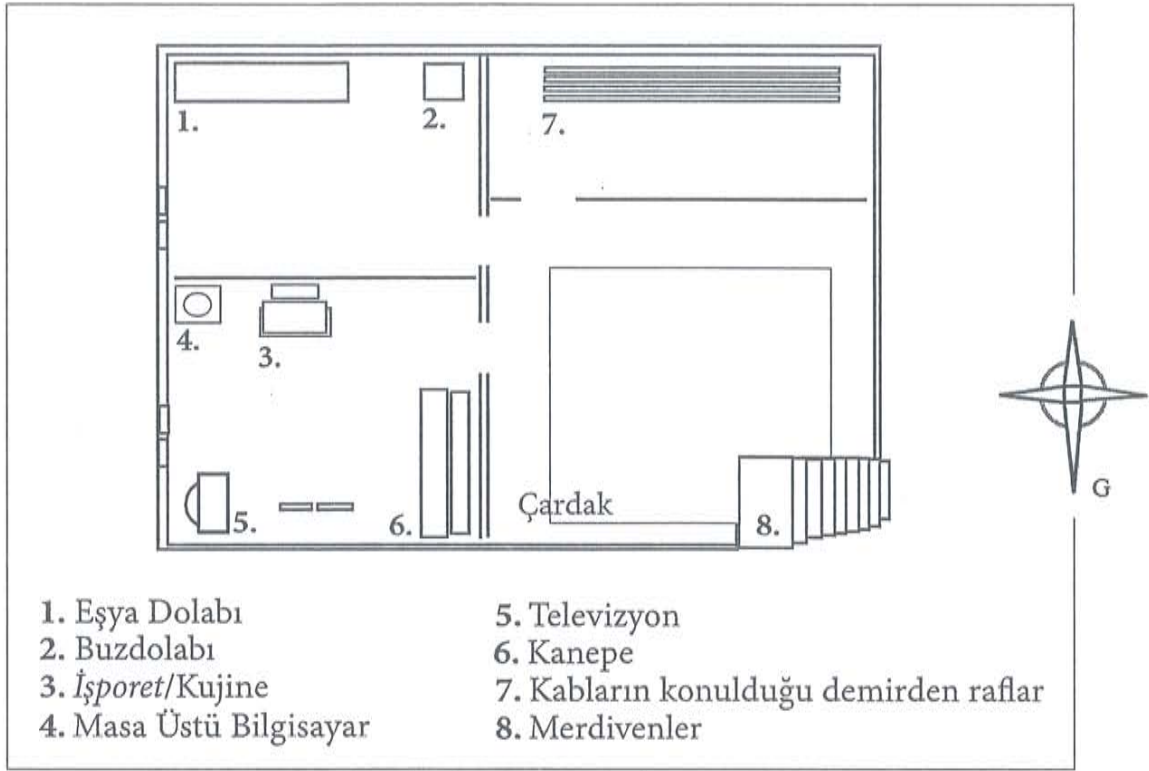 1.
2.
7.
4.
3.
5.
6.
Çardak
8.
G
1. Eşya Dolabı
2. Buzdolabı
3. İşporet/Kujine
4. Masa Üstü Bilgisayar
5. Televizyon
6. Kanepe
7. Kabların konulduğu demirden raflar
8. Merdivenler